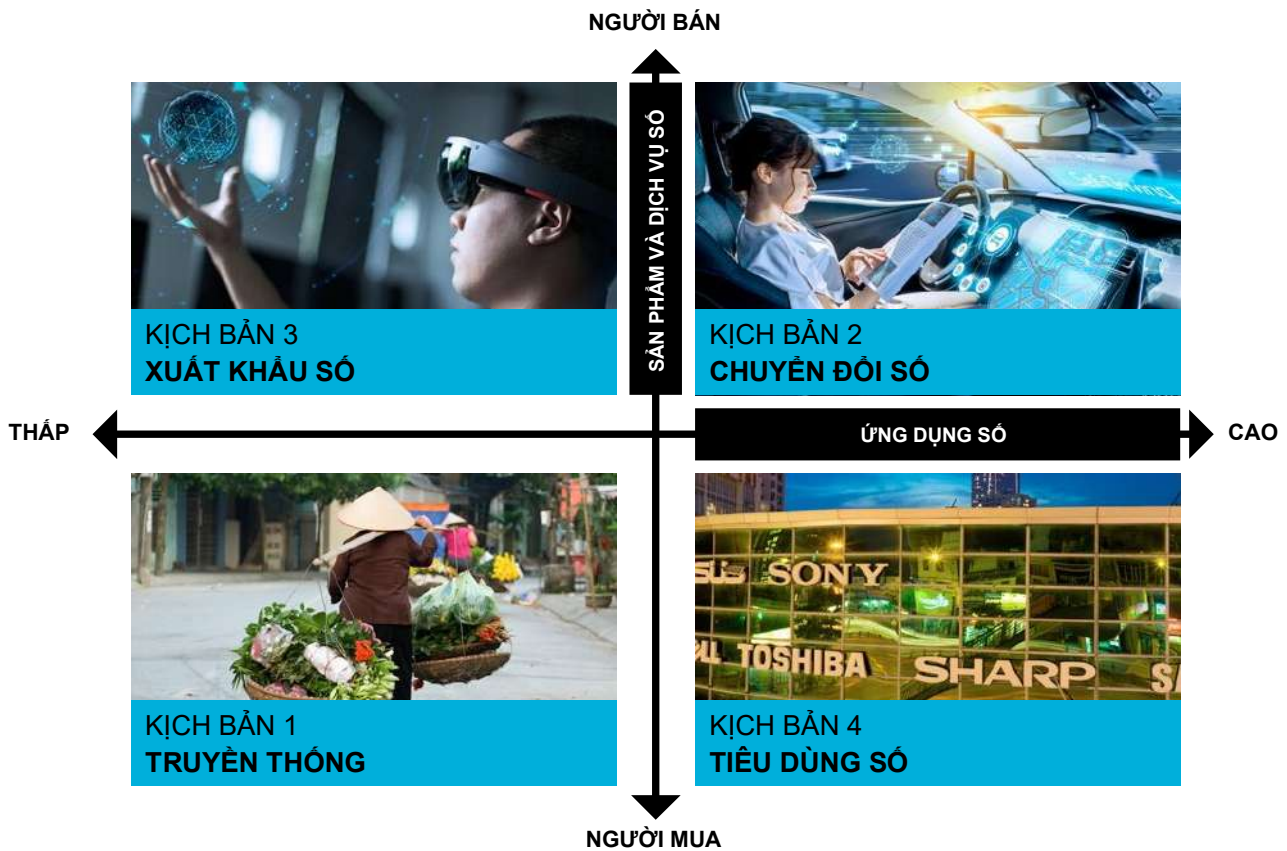 NGƯỜI BÁN
SẢN PHẨM VÀ DỊCH VỤ SỐ
KỊCH BẢN 3
XUẤT KHẨU SỐ
KỊCH BẢN 2
CHUYỂN ĐỔI SỐ
THẤP
ỨNG DỤNG SỐ
CAO
SONY
TOSHIBA
SHARP
KỊCH BẢN 1
TRUYỀN THỐNG
KỊCH BẢN 4
TIÊU DÙNG SỐ
NGƯỜI MUA